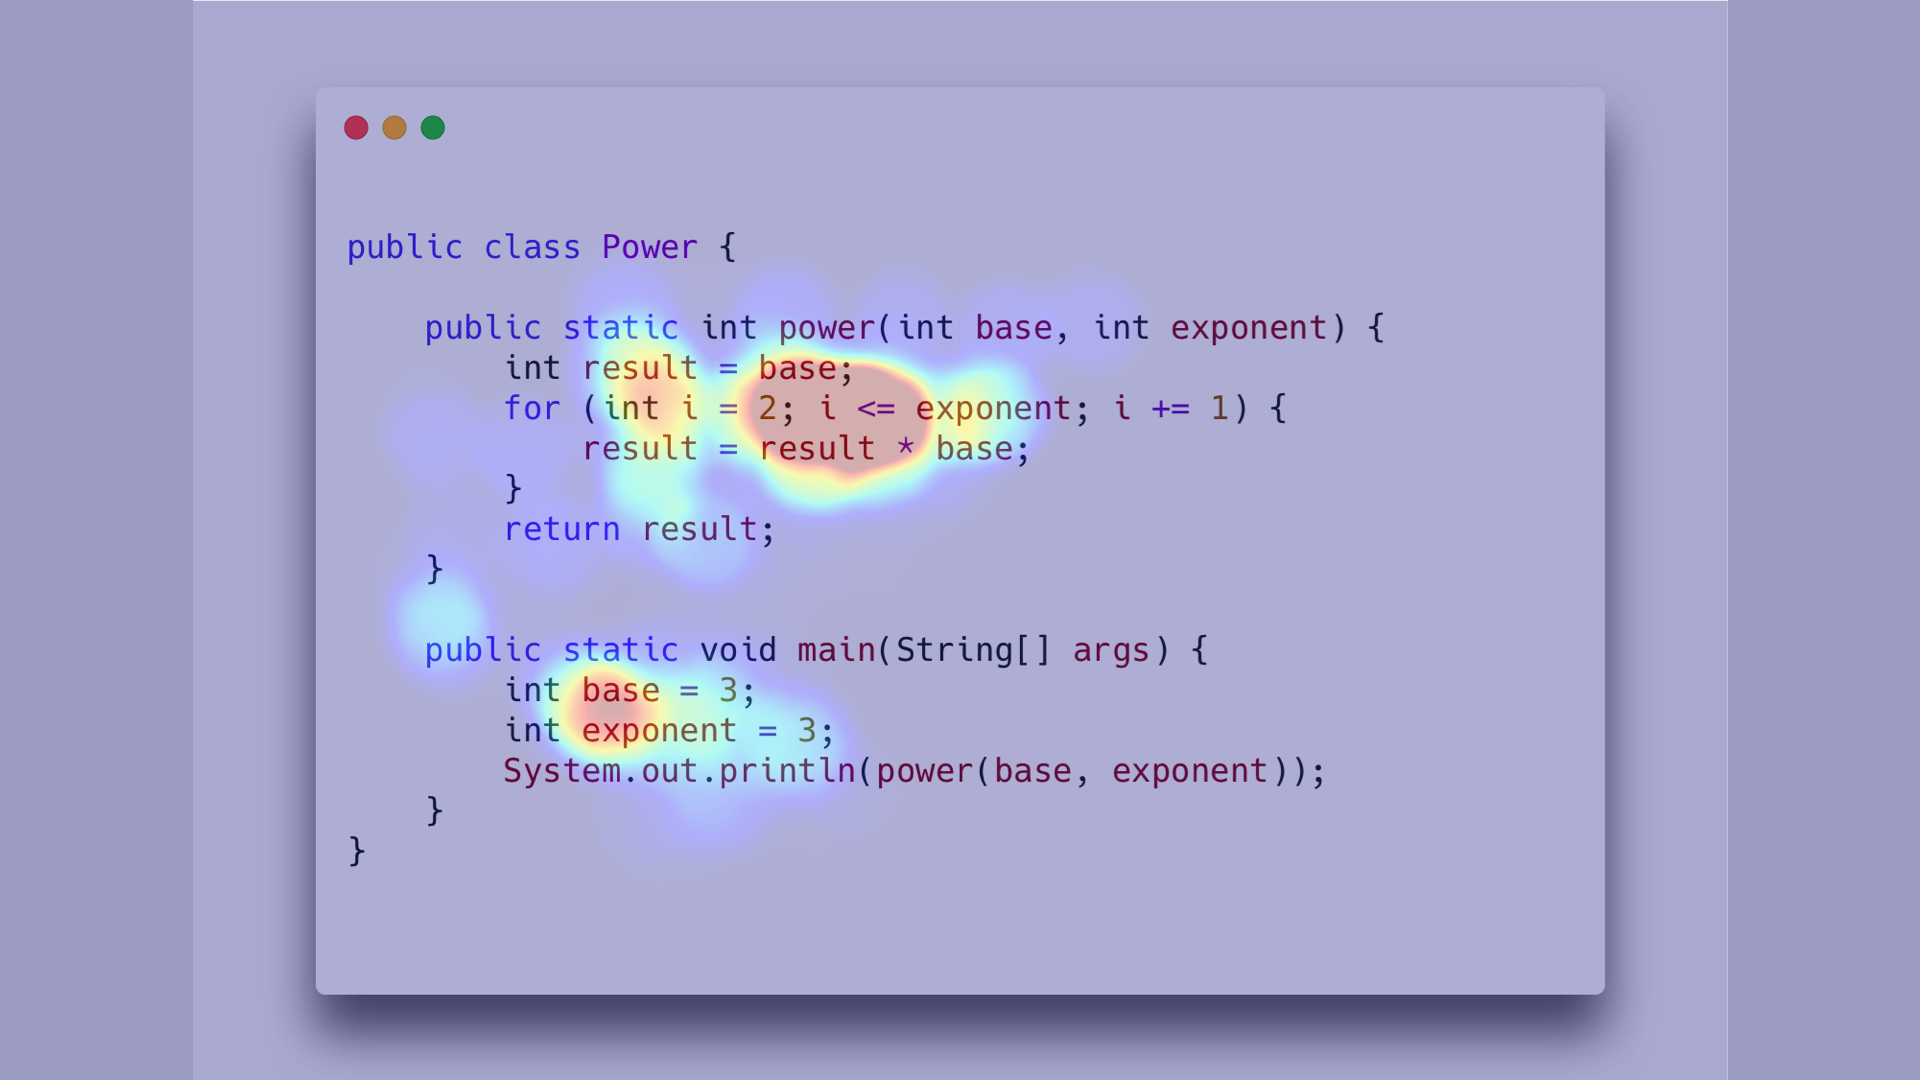 public class Power {
    public static int power(int base, int exponent) {
        int result = base;
        for (int i = 2; i <= exponent; i += 1) {
            result = result * base;
        }
        return result;
    }
    public static void main(String[] args) {
        int base = 3;
        int exponent = 3;
        System.out.println(power(base, exponent));
    }
}